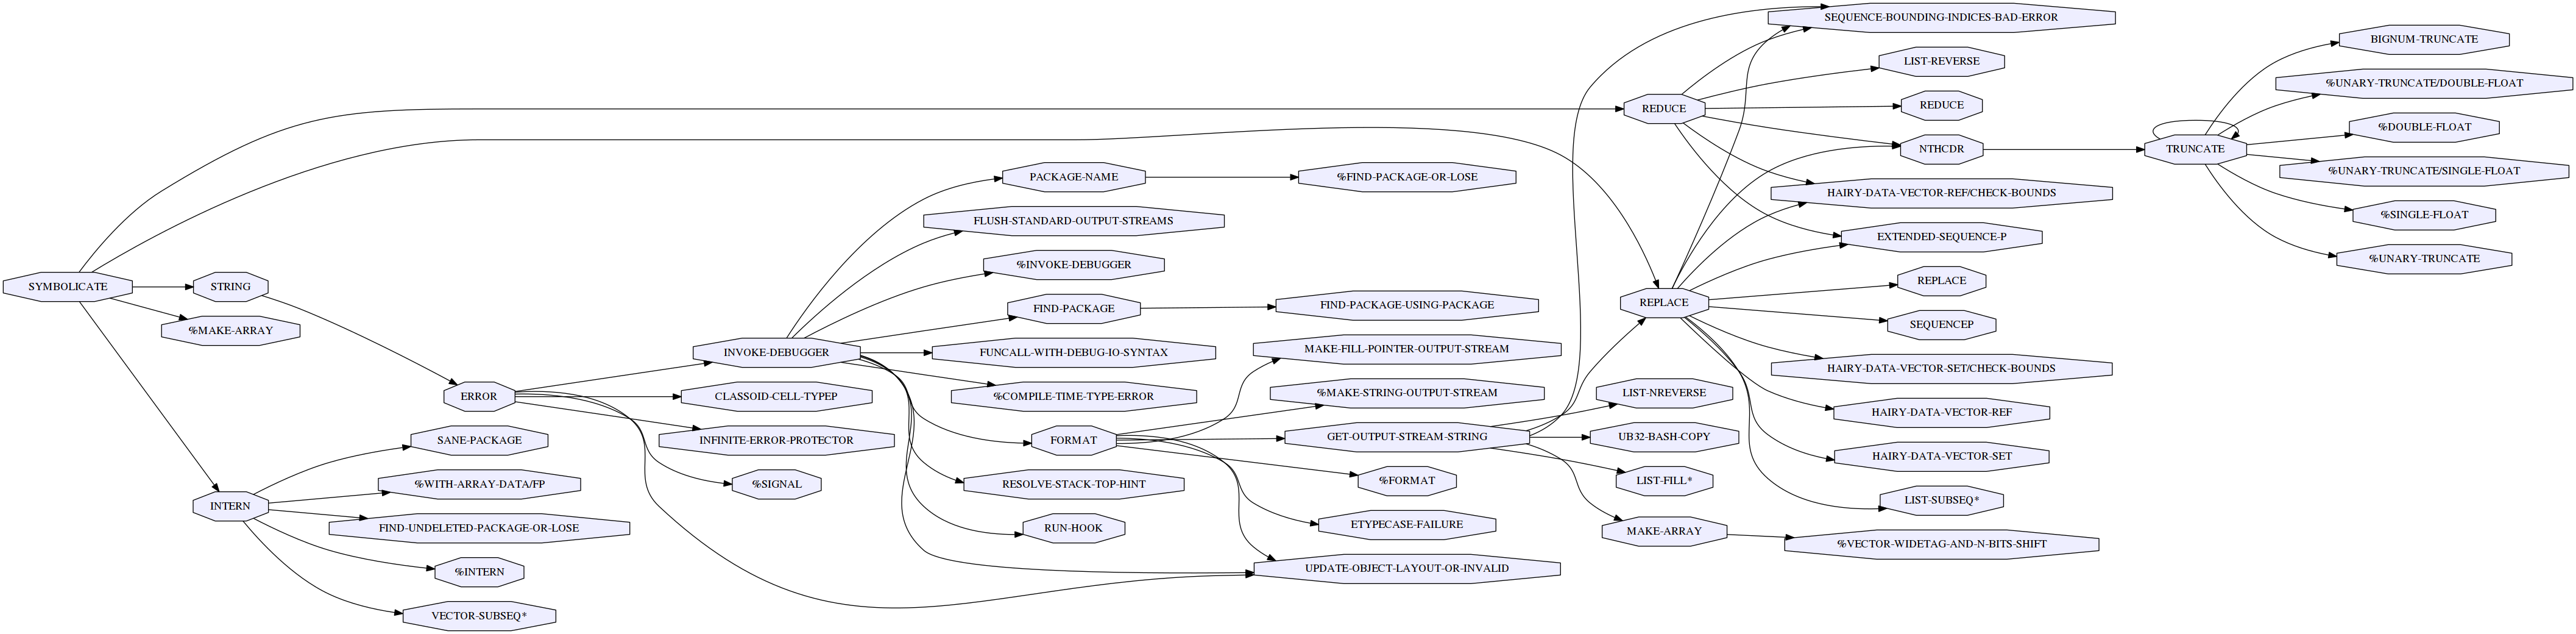 SYMBOLICATE
STRING
%MAKE-ARRAY
INTERN
ERROR
SANE-PACKAGE
%WITH-ARRAY-DATA/FP
FIND-UNDELETED-PACKAGE-OR-LOSE
%INTERN
VECTOR-SUBSEQ*
INVOKE-DEBUGGER
CLASSOID-CELL-TYPEP
INFINITE-ERROR-PROTECTOR
%SIGNAL
PACKAGE-NAME
FLUSH-STANDARD-OUTPUT-STREAMS
%INVOKE-DEBUGGER
FIND-PACKAGE
FUNCALL-WITH-DEBUG-IO-SYNTAX
%COMPILE-TIME-TYPE-ERROR
FORMAT
RESOLVE-STACK-TOP-HINT
RUN-HOOK
%FIND-PACKAGE-OR-LOSE
FIND-PACKAGE-USING-PACKAGE
MAKE-FILL-POINTER-OUTPUT-STREAM
%MAKE-STRING-OUTPUT-STREAM
GET-OUTPUT-STREAM-STRING
%FORMAT
ETYPECASE-FAILURE
UPDATE-OBJECT-LAYOUT-OR-INVALID
REDUCE
REPLACE
LIST-NREVERSE
UB32-BASH-COPY
LIST-FILL*
MAKE-ARRAY
SEQUENCE-BOUNDING-INDICES-BAD-ERROR
LIST-REVERSE
REDUCE
NTHCDR
HAIRY-DATA-VECTOR-REF/CHECK-BOUNDS
EXTENDED-SEQUENCE-P
REPLACE
SEQUENCEP
HAIRY-DATA-VECTOR-SET/CHECK-BOUNDS
HAIRY-DATA-VECTOR-REF
HAIRY-DATA-VECTOR-SET
LIST-SUBSEQ*
%VECTOR-WIDETAG-AND-N-BITS-SHIFT
TRUNCATE
BIGNUM-TRUNCATE
%UNARY-TRUNCATE/DOUBLE-FLOAT
%DOUBLE-FLOAT
%UNARY-TRUNCATE/SINGLE-FLOAT
%SINGLE-FLOAT
%UNARY-TRUNCATE